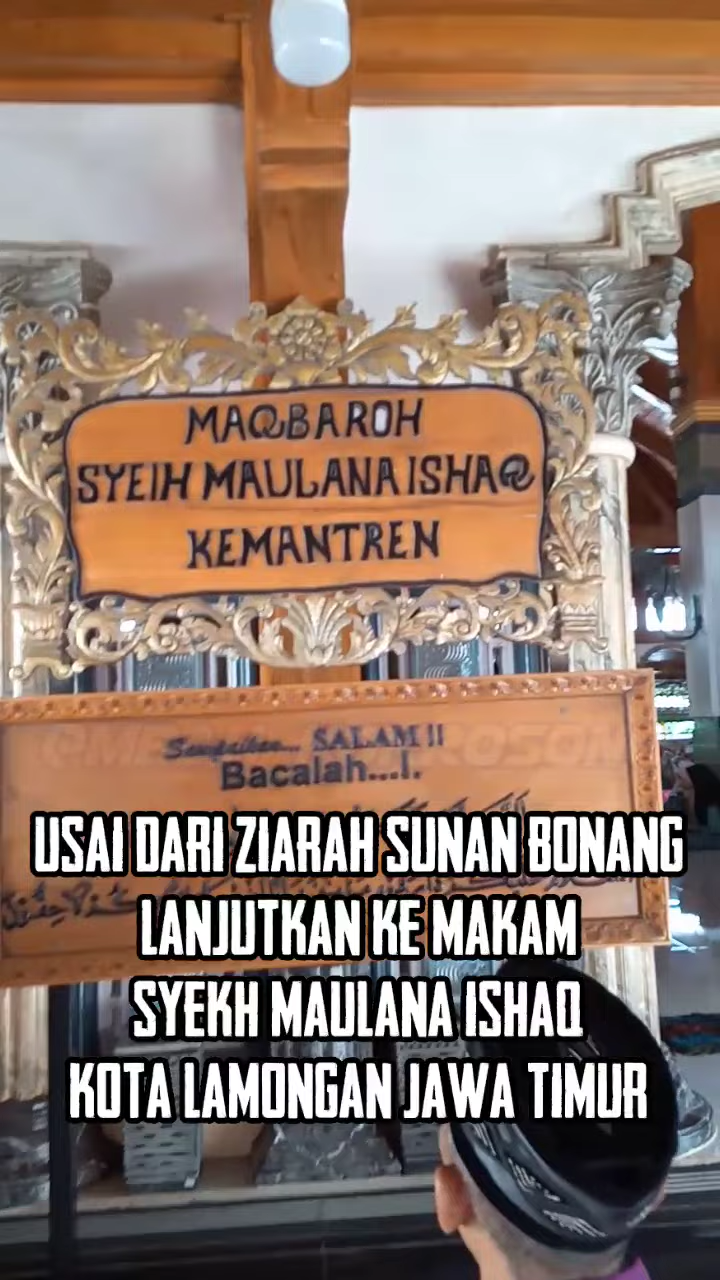 MAQBAROH
SYEIH MAULANA ISHAQ
KEMANTREN
Sampaikan... SALAM !!
Bacalah...!.
USAI DARI ZIARAH SUNAN BONANG
LANJUTKAN KE MAKAM
SYEKH MAULANA ISHAQ
KOTA LAMONGAN JAWA TIMUR